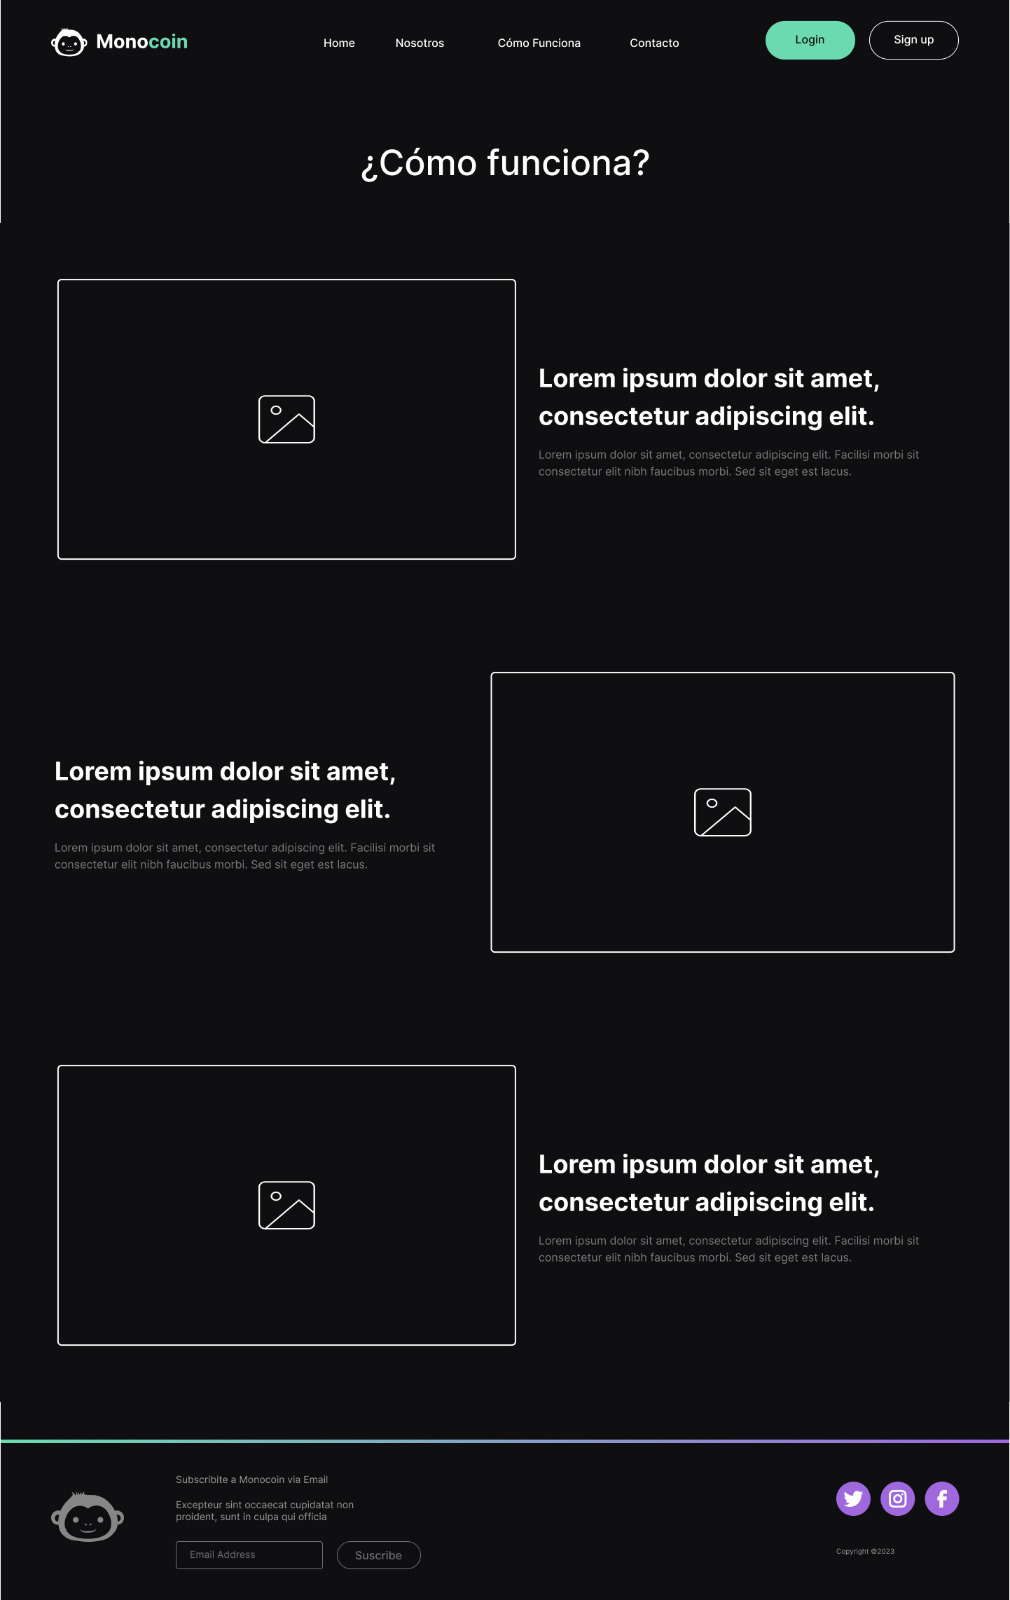 Monocoin
Home
Nosotros
Cómo Funciona
Contacto
Login
Sign up
¿Cómo funciona?
Lorem ipsum dolor sit amet,
consectetur adipiscing elit.
Lorem ipsum dolor sit amet, consectetur adipiscing elit. Facilisi morbi sit
consectetur elit nibh faucibus morbi. Sed sit eget est lacus.
Lorem ipsum dolor sit amet,
consectetur adipiscing elit.
Lorem ipsum dolor sit amet, consectetur adipiscing elit. Facilisi morbi sit
consectetur elit nibh faucibus morbi. Sed sit eget est lacus.
Lorem ipsum dolor sit amet,
consectetur adipiscing elit.
Lorem ipsum dolor sit amet, consectetur adipiscing elit. Facilisi morbi sit
consectetur elit nibh faucibus morbi. Sed sit eget est lacus.
Subscribite a Monocoin via Email
Excepteur sint occaecat cupidatat non
proident, sunt in culpa qui officia
Email Address
Suscribe
Copyright ©2023